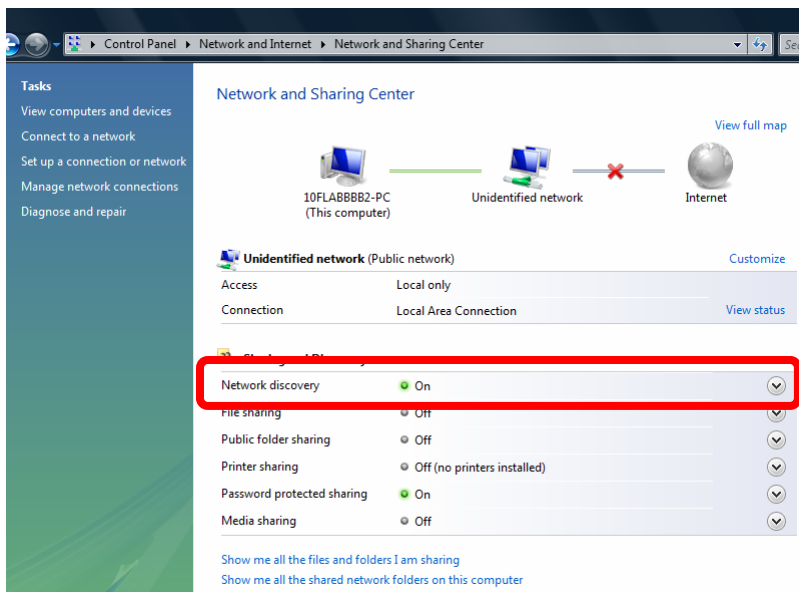 Control Panel ▸ Network and Internet ▸ Network and Sharing Center
Tasks
View computers and devices
Connect to a network
Set up a connection or network
Manage network connections
Diagnose and repair
Network and Sharing Center
View full map
10FLABBBB2-PC
(This computer)
Unidentified network
Internet
Unidentified network (Public network)
Customize
Access Local only
Connection Local Area Connection View status
Network discovery On
File sharing Off
Public folder sharing Off
Printer sharing Off (no printers installed)
Password protected sharing On
Media sharing Off
Show me all the files and folders I am sharing
Show me all the shared network folders on this computer